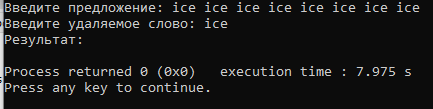 Введите предложение: ice ice ice ice ice ice ice ice
Введите удаляемое слово: ice
Результат:
Process returned 0 (0x0)   execution time : 7.975 s
Press any key to continue.